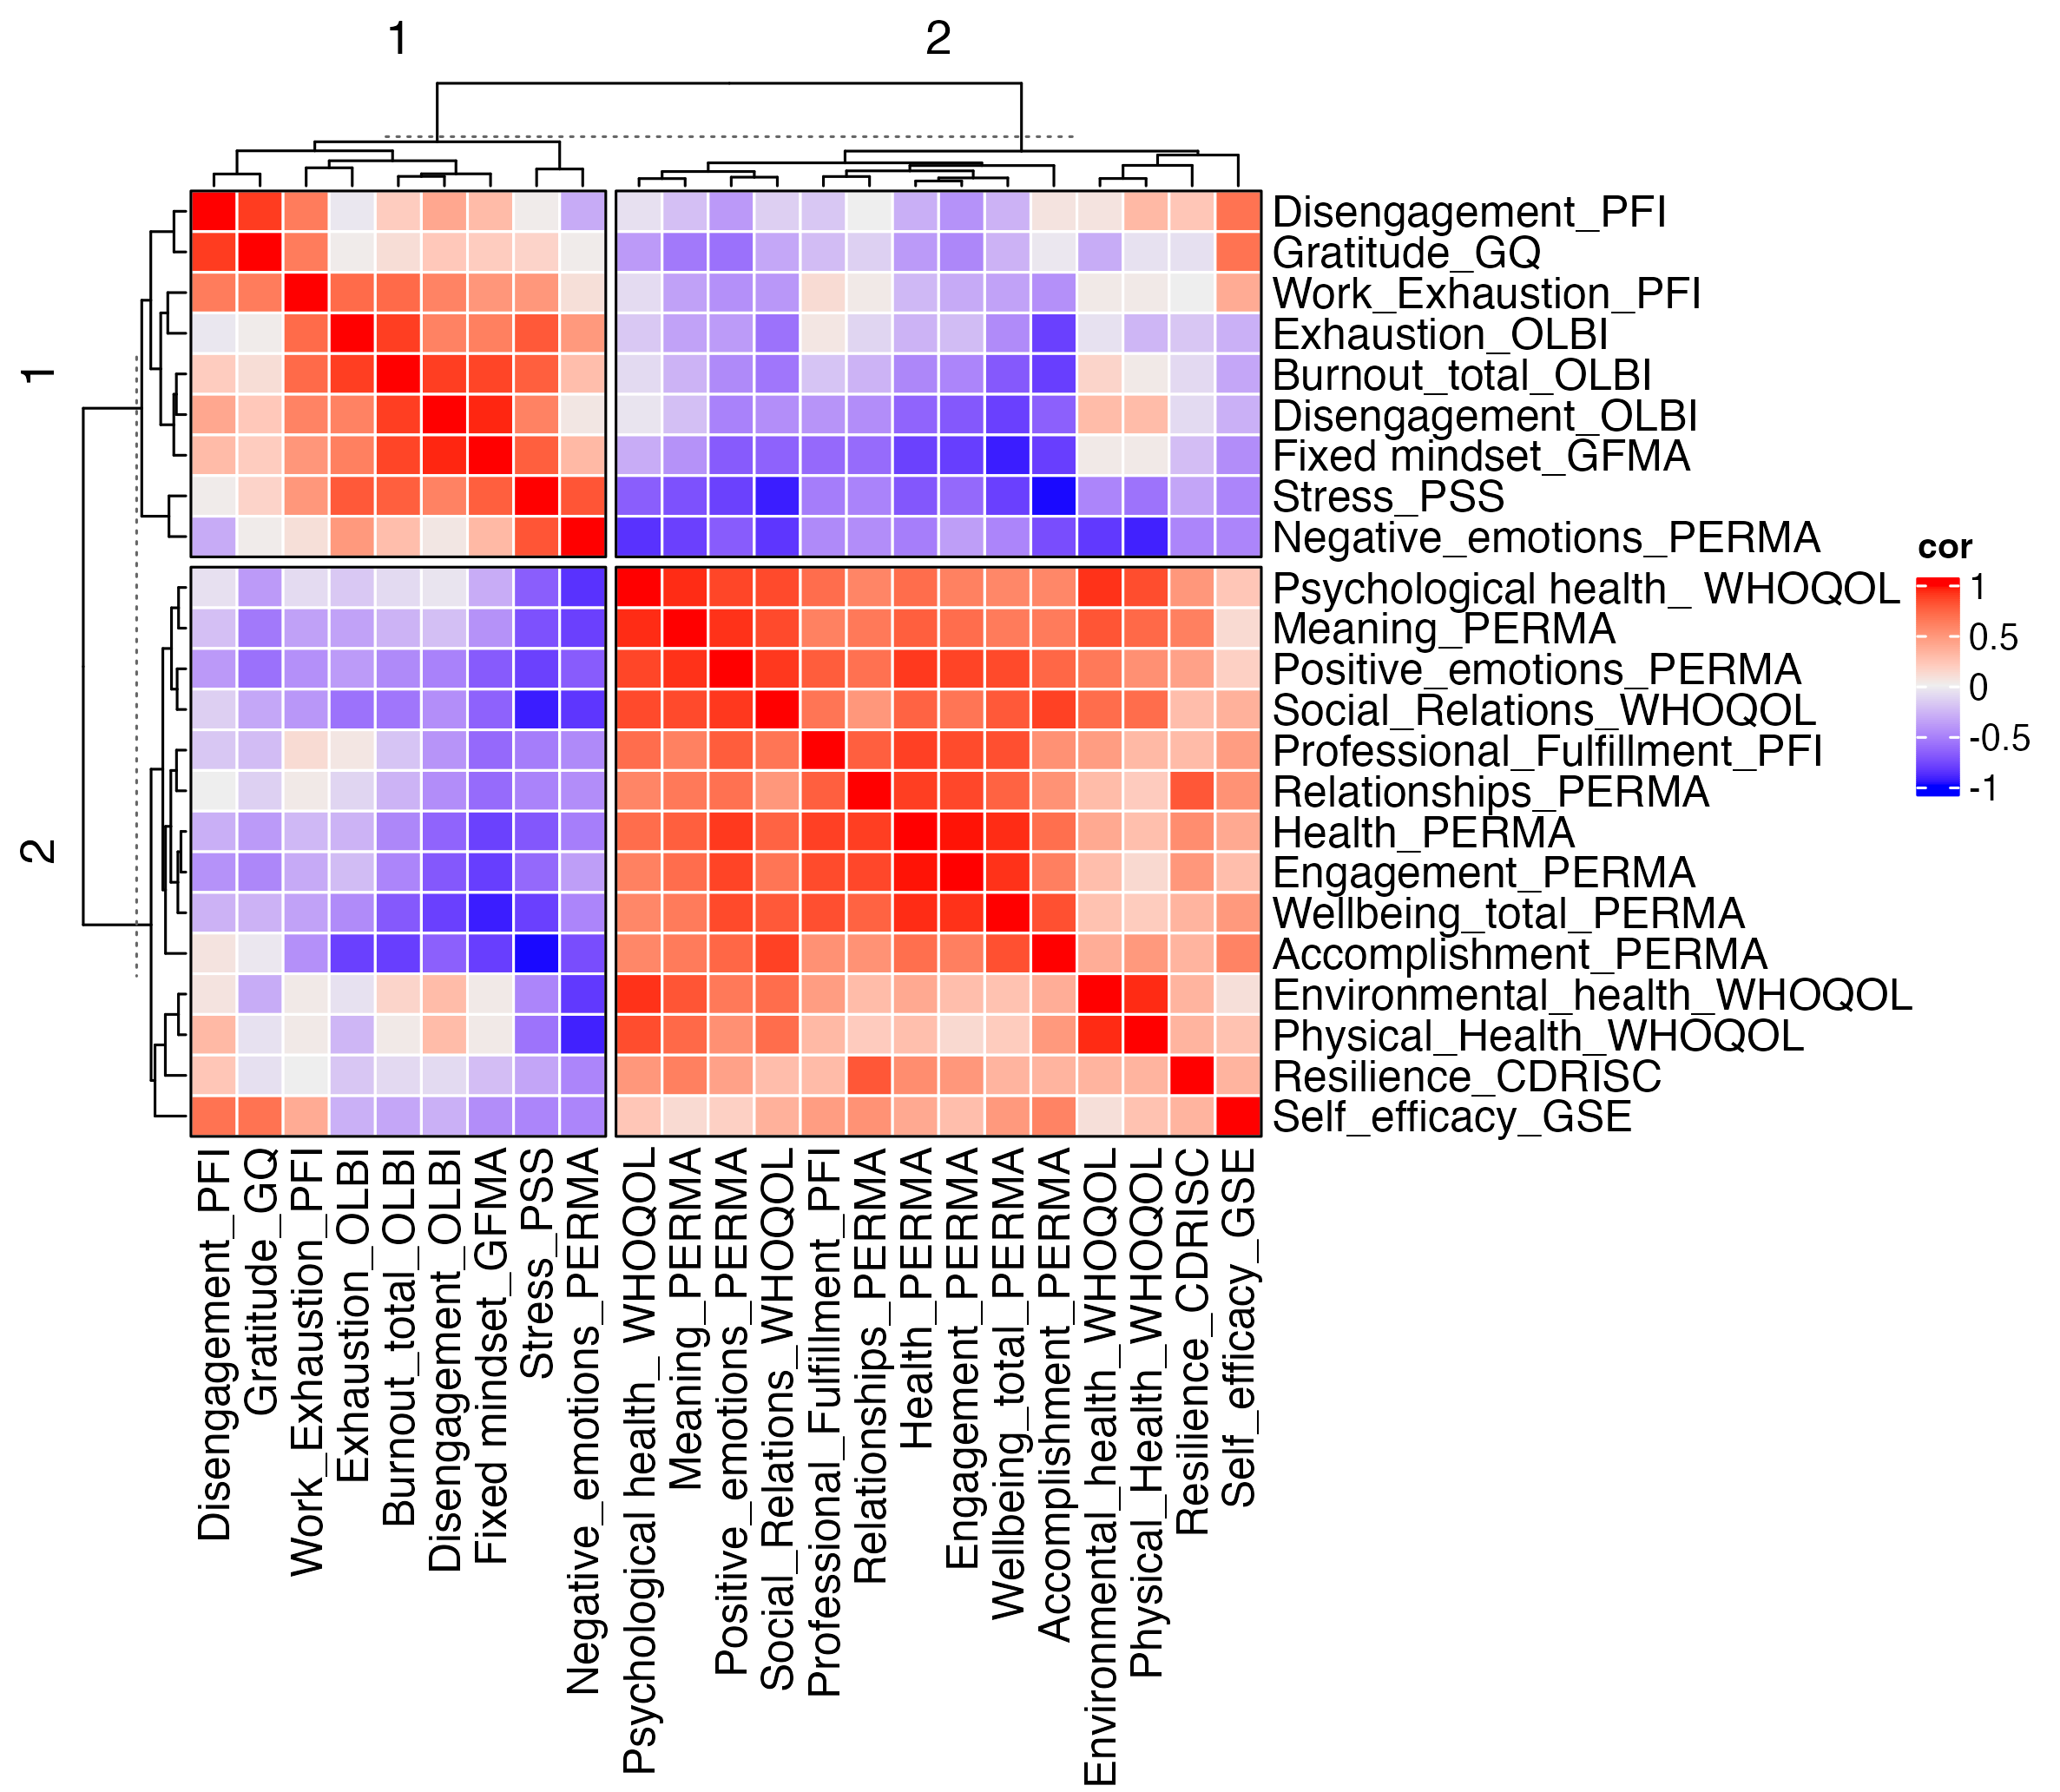 1
2
1
2
Disengagement_PFI
Gratitude_GQ
Work_Exhaustion_PFI
Exhaustion_OLBI
Burnout_total_OLBI
Disengagement_OLBI
Fixed mindset_GFMA
Stress_PSS
Negative_emotions_PERMA
Psychological health_ WHOQOL
Meaning_PERMA
Positive_emotions_PERMA
Social_Relations_WHOQOL
Professional_Fulfillment_PFI
Relationships_PERMA
Health_PERMA
Engagement_PERMA
Wellbeing_total_PERMA
Accomplishment_PERMA
Environmental_health_WHOQOL
Physical_Health_WHOQOL
Resilience_CDRISC
Self_efficacy_GSE
cor
1
0.5
0
-0.5
-1
Disengagement_PFI
Gratitude_GQ
Work_Exhaustion_PFI
Exhaustion_OLBI
Burnout_total_OLBI
Disengagement_OLBI
Fixed mindset_GFMA
Stress_PSS
Negative_emotions_PERMA
Psychological health_ WHOQOL
Meaning_PERMA
Positive_emotions_PERMA
Social_Relations_WHOQOL
Professional_Fulfillment_PFI
Relationships_PERMA
Health_PERMA
Engagement_PERMA
Wellbeing_total_PERMA
Accomplishment_PERMA
Environmental_health_WHOQOL
Physical_Health_WHOQOL
Resilience_CDRISC
Self_efficacy_GSE